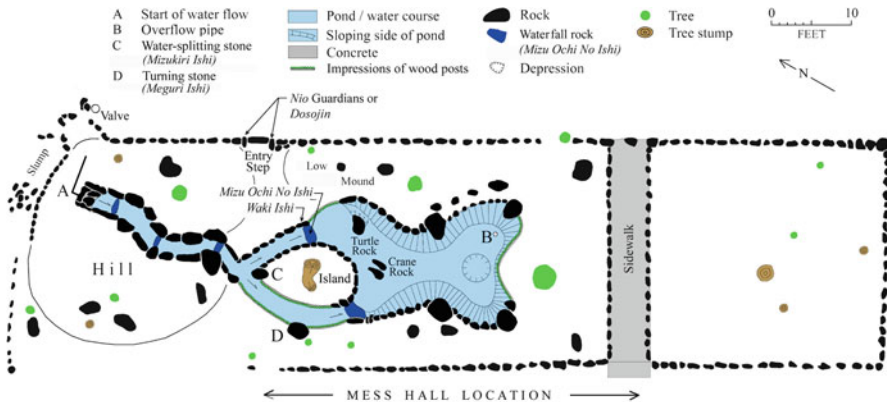 A Start of water flow
B Overflow pipe
C Water-splitting stone
(Mizukiri Ishi)
D Turning stone
(Meguri Ishi)
Pond / water course
Sloping side of pond
Concrete
Impressions of wood posts
Rock
Waterfall rock
(Mizu Ochi No Ishi)
Depression
Tree
Tree stump
0 10
FEET
N
Valve
Slump
Nio Guardians or
Dosojin
Entry
Step
Low
Mound
A
Mizu Ochi No Ishi
Waki Ishi
Turtle
Rock
B
Crane
Rock
Hill
C
Island
D
Sidewalk
MESS HALL LOCATION